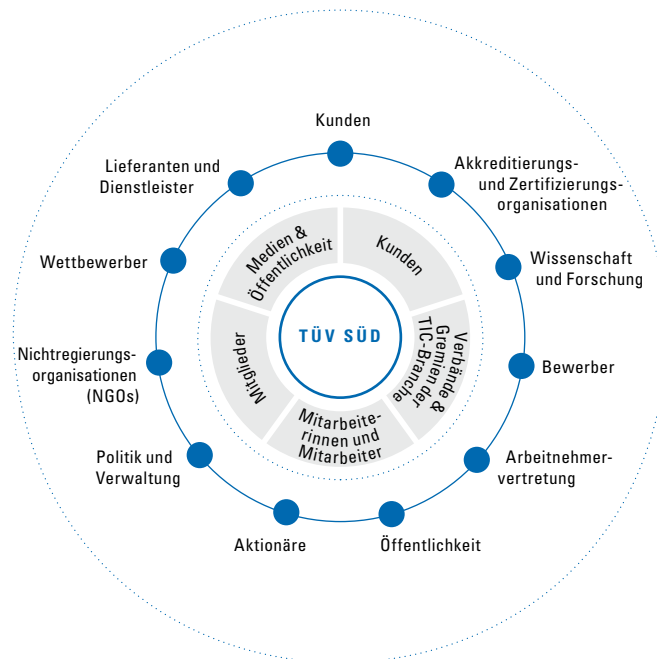 Kunden
Akkreditierungs-
und Zertifizierungs-
organisationen
Wissenschaft
und Forschung
Bewerber
Arbeitnehmer-
vertretung
Öffentlichkeit
Aktionäre
Politik und
Verwaltung
Nichtregierungs-
organisationen
(NGOs)
Wettbewerber
Lieferanten und
Dienstleister
Medien &
Öffentlichkeit
Kunden
Verbände &
Gremien der
TIC-Branche
Mitarbeite-
rinnen und
Mitarbeiter
Mitglieder
TÜV SÜD